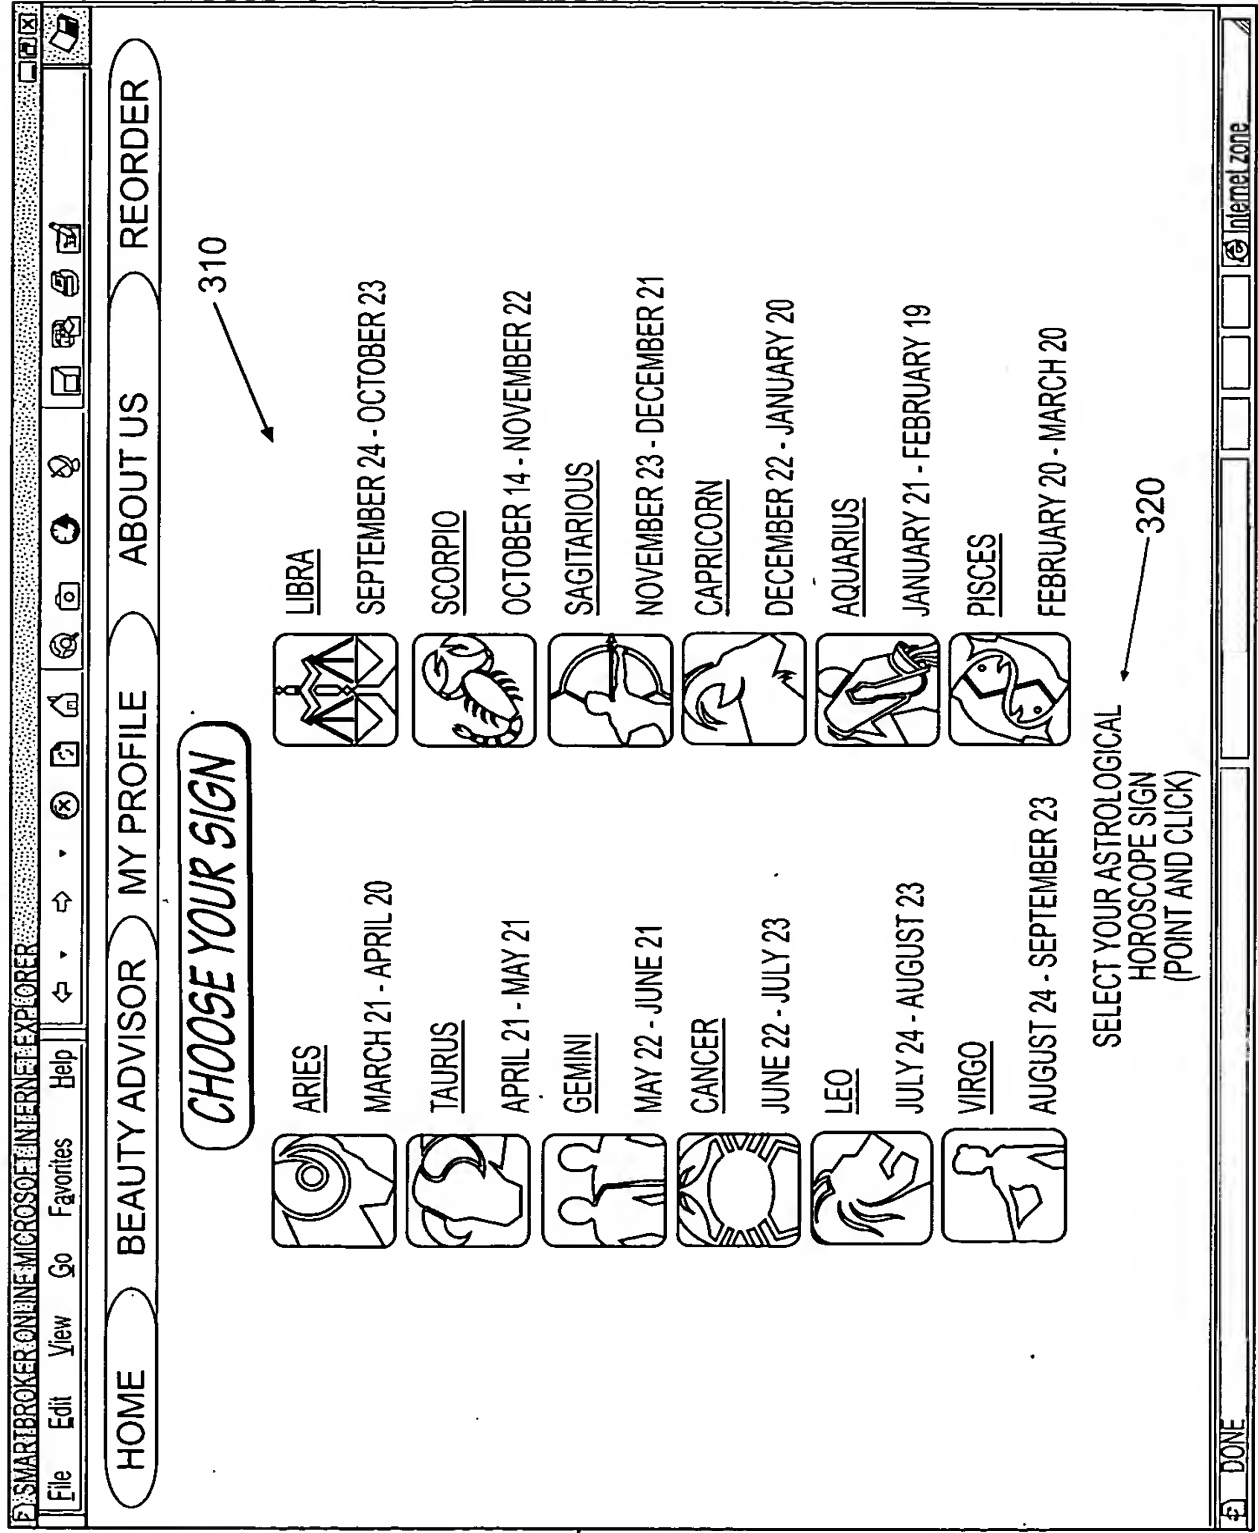 SMARTBROKER ONLINE MICROSOFT INTERNET EXPLORER
File Edit View Go Favorites Help
HOME BEAUTY ADVISOR MY PROFILE ABOUT US REORDER
CHOOSE YOUR SIGN
310
ARIES
MARCH 21 - APRIL 20
TAURUS
APRIL 21 - MAY 21
GEMINI
MAY 22 - JUNE 21
CANCER
JUNE 22 - JULY 23
LEO
JULY 24 - AUGUST 23
VIRGO
AUGUST 24 - SEPTEMBER 23
LIBRA
SEPTEMBER 24 - OCTOBER 23
SCORPIO
OCTOBER 14 - NOVEMBER 22
SAGITARIOUS
NOVEMBER 23 - DECEMBER 21
CAPRICORN
DECEMBER 22 - JANUARY 20
AQUARIUS
JANUARY 21 - FEBRUARY 19
PISCES
FEBRUARY 20 - MARCH 20
SELECT YOUR ASTROLOGICAL
HOROSCOPE SIGN
(POINT AND CLICK)
320
DONE
Internet zone